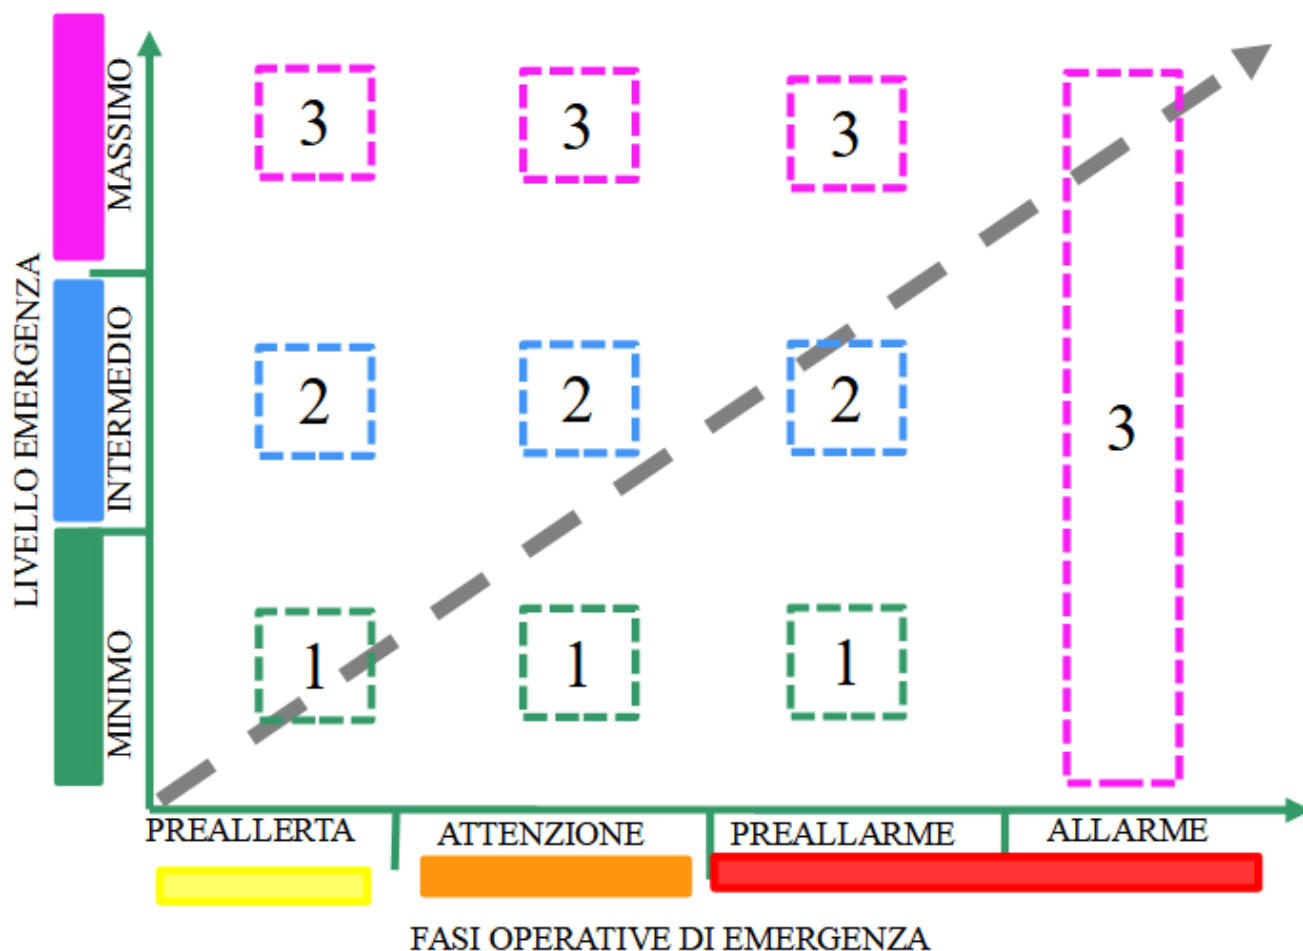 LIVELLO EMERGENZA
MASSIMO
3 3 3
INTERMEDIO
2 2 2 3
MINIMO
1 1 1
PREALLERTA ATTENZIONE PREALLARME ALLARME
FASI OPERATIVE DI EMERGENZA